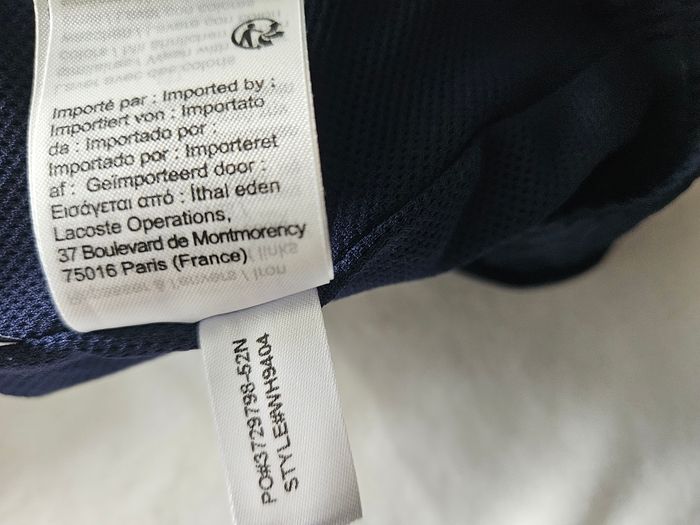 Importé par : Imported by :
Importiert von : Importato
da : Importado por :
Importado por : Importeret
af : Geïmporteerd door :
Εισάγεται από : İthal eden
Lacoste Operations,
37 Boulevard de Montmorency
75016 Paris (France)
PO#3729798-52N
STYLE#WH9404